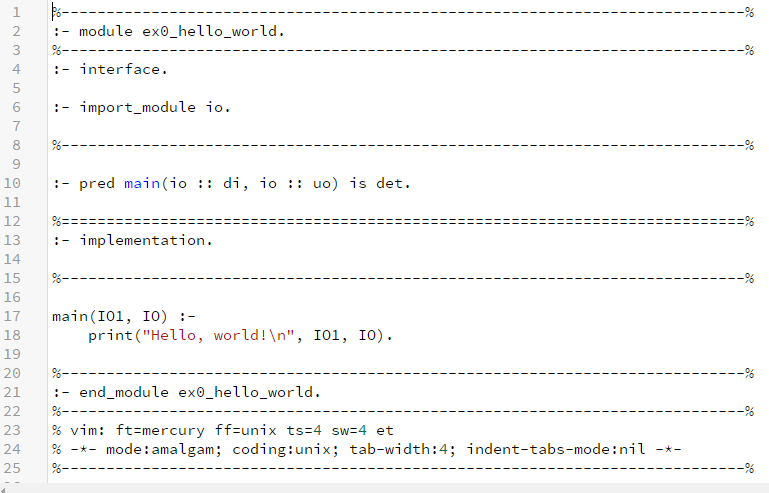 1 %----------------------------------------------------------------------------%
2 :- module ex0_hello_world.
3 %----------------------------------------------------------------------------%
4 :- interface.
5
6 :- import_module io.
7
8 %----------------------------------------------------------------------------%
9
10 :- pred main(io :: di, io :: uo) is det.
11
12 %============================================================================%
13 :- implementation.
14
15 %----------------------------------------------------------------------------%
16
17 main(IO1, IO) :-
18     print("Hello, world!\n", IO1, IO).
19
20 %----------------------------------------------------------------------------%
21 :- end_module ex0_hello_world.
22 %----------------------------------------------------------------------------%
23 % vim: ft=mercury ff=unix ts=4 sw=4 et
24 % -*- mode:amalgam; coding:unix; tab-width:4; indent-tabs-mode:nil -*-
25 %----------------------------------------------------------------------------%